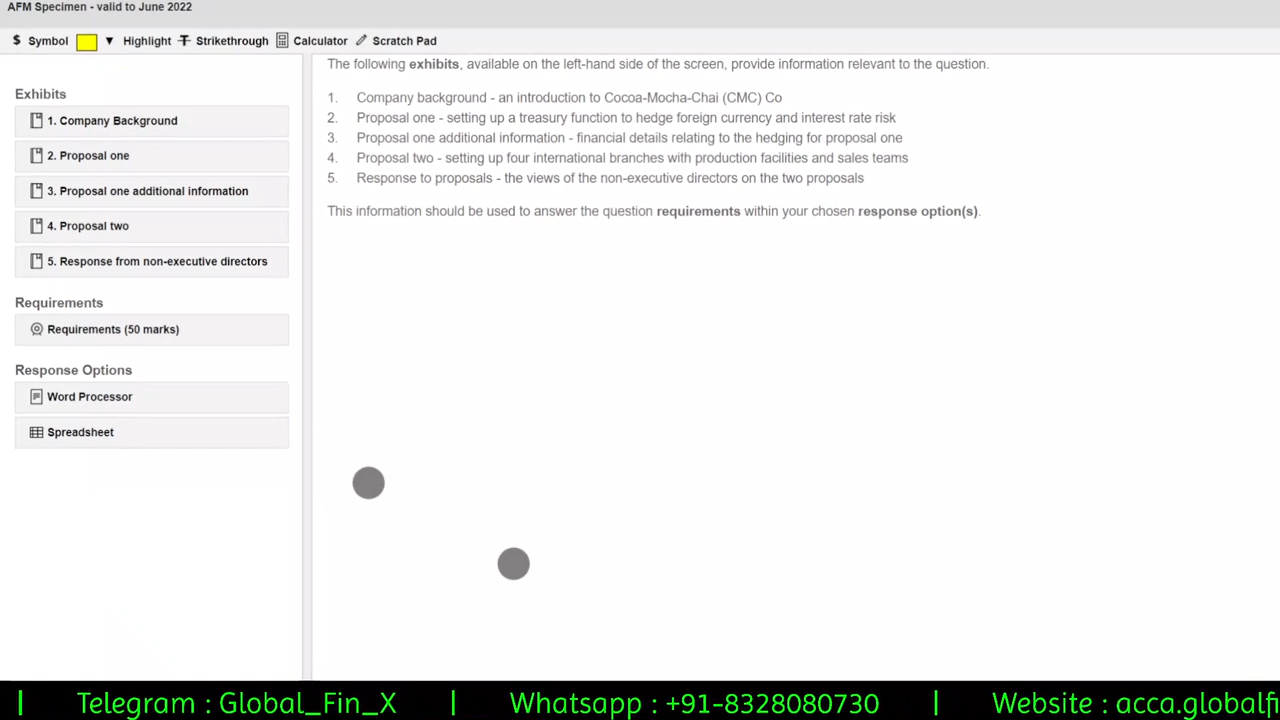 AFM Specimen - valid to June 2022
$ Symbol ▼ Highlight Strikethrough Calculator Scratch Pad
Exhibits
1. Company Background
2. Proposal one
3. Proposal one additional information
4. Proposal two
5. Response from non-executive directors
Requirements
Requirements (50 marks)
Response Options
Word Processor
Spreadsheet
The following exhibits, available on the left-hand side of the screen, provide information relevant to the question.
1. Company background - an introduction to Cocoa-Mocha-Chai (CMC) Co
2. Proposal one - setting up a treasury function to hedge foreign currency and interest rate risk
3. Proposal one additional information - financial details relating to the hedging for proposal one
4. Proposal two - setting up four international branches with production facilities and sales teams
5. Response to proposals - the views of the non-executive directors on the two proposals
This information should be used to answer the question requirements within your chosen response option(s).
| Telegram : Global_Fin_X | Whatsapp : +91-8328080730 | Website : acca.globalfi